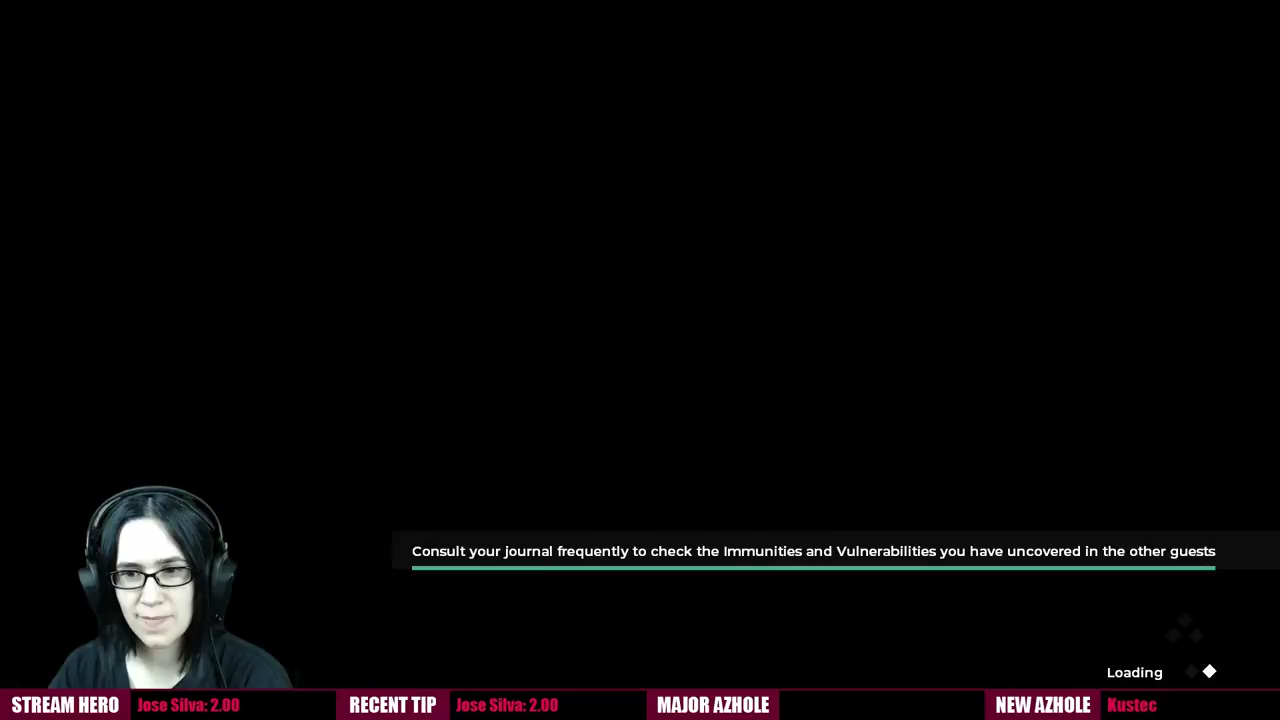 Consult your journal frequently to check the Immunities and Vulnerabilities you have uncovered in the other guests
Loading
STREAM HERO Jose Silva: 2.00 RECENT TIP Jose Silva: 2.00 MAJOR AZHOLE NEW AZHOLE Kustec